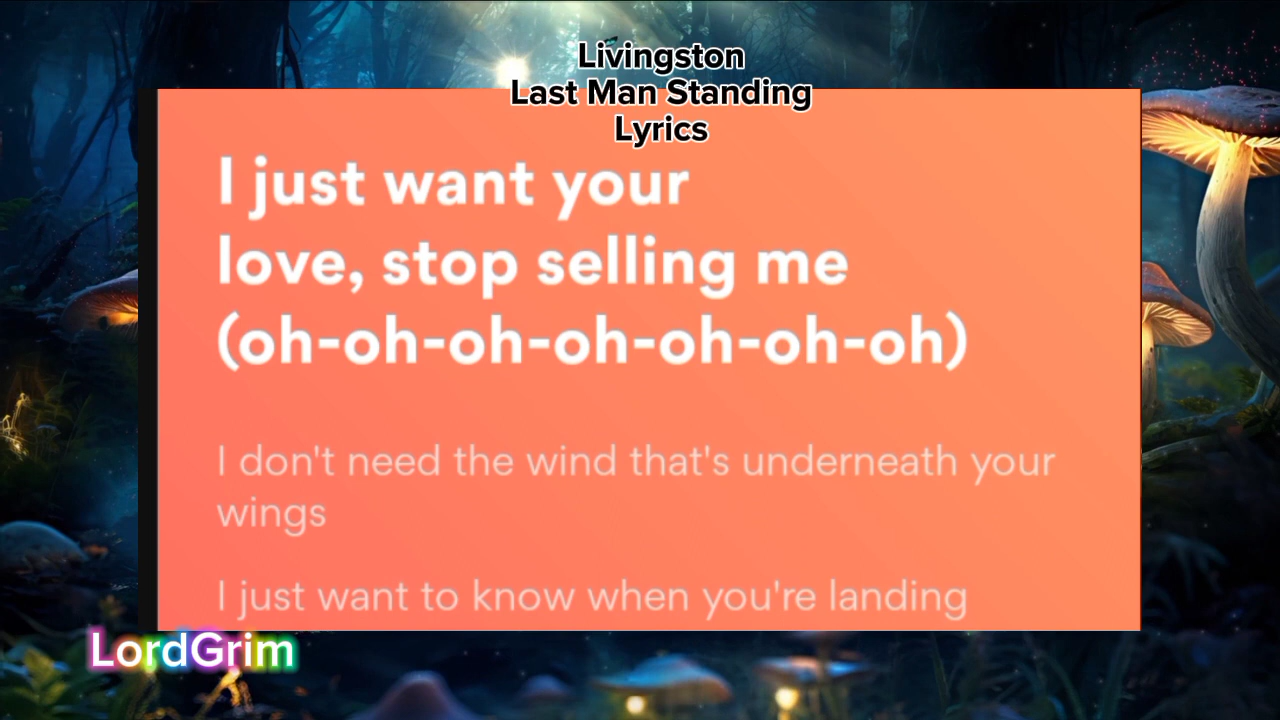 Livingston
Last Man Standing
Lyrics
I just want your
love, stop selling me
(oh-oh-oh-oh-oh-oh-oh)
I don't need the wind that's underneath your
wings
I just want to know when you're landing
LordGrim